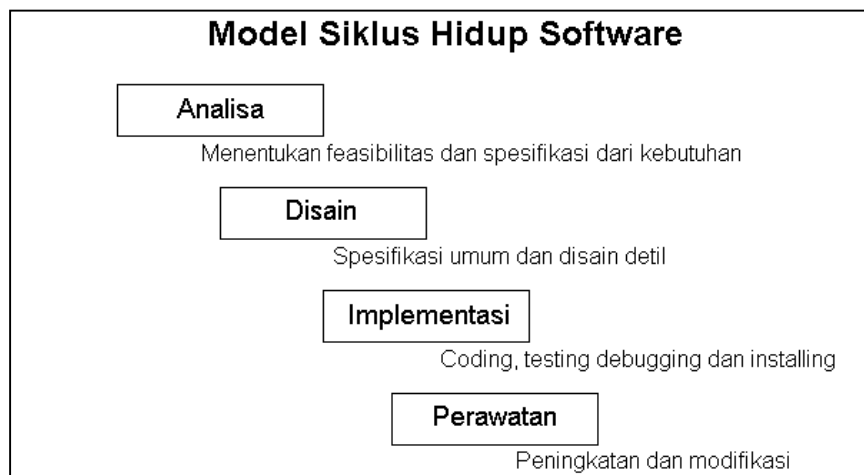 Model Siklus Hidup Software
Analisa
Menentukan feasibilitas dan spesifikasi dari kebutuhan
Disain
Spesifikasi umum dan disain detil
Implementasi
Coding, testing debugging dan installing
Perawatan
Peningkatan dan modifikasi